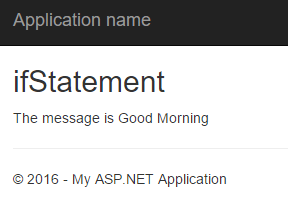 Application name
ifStatement
The message is Good Morning
© 2016 - My ASP.NET Application